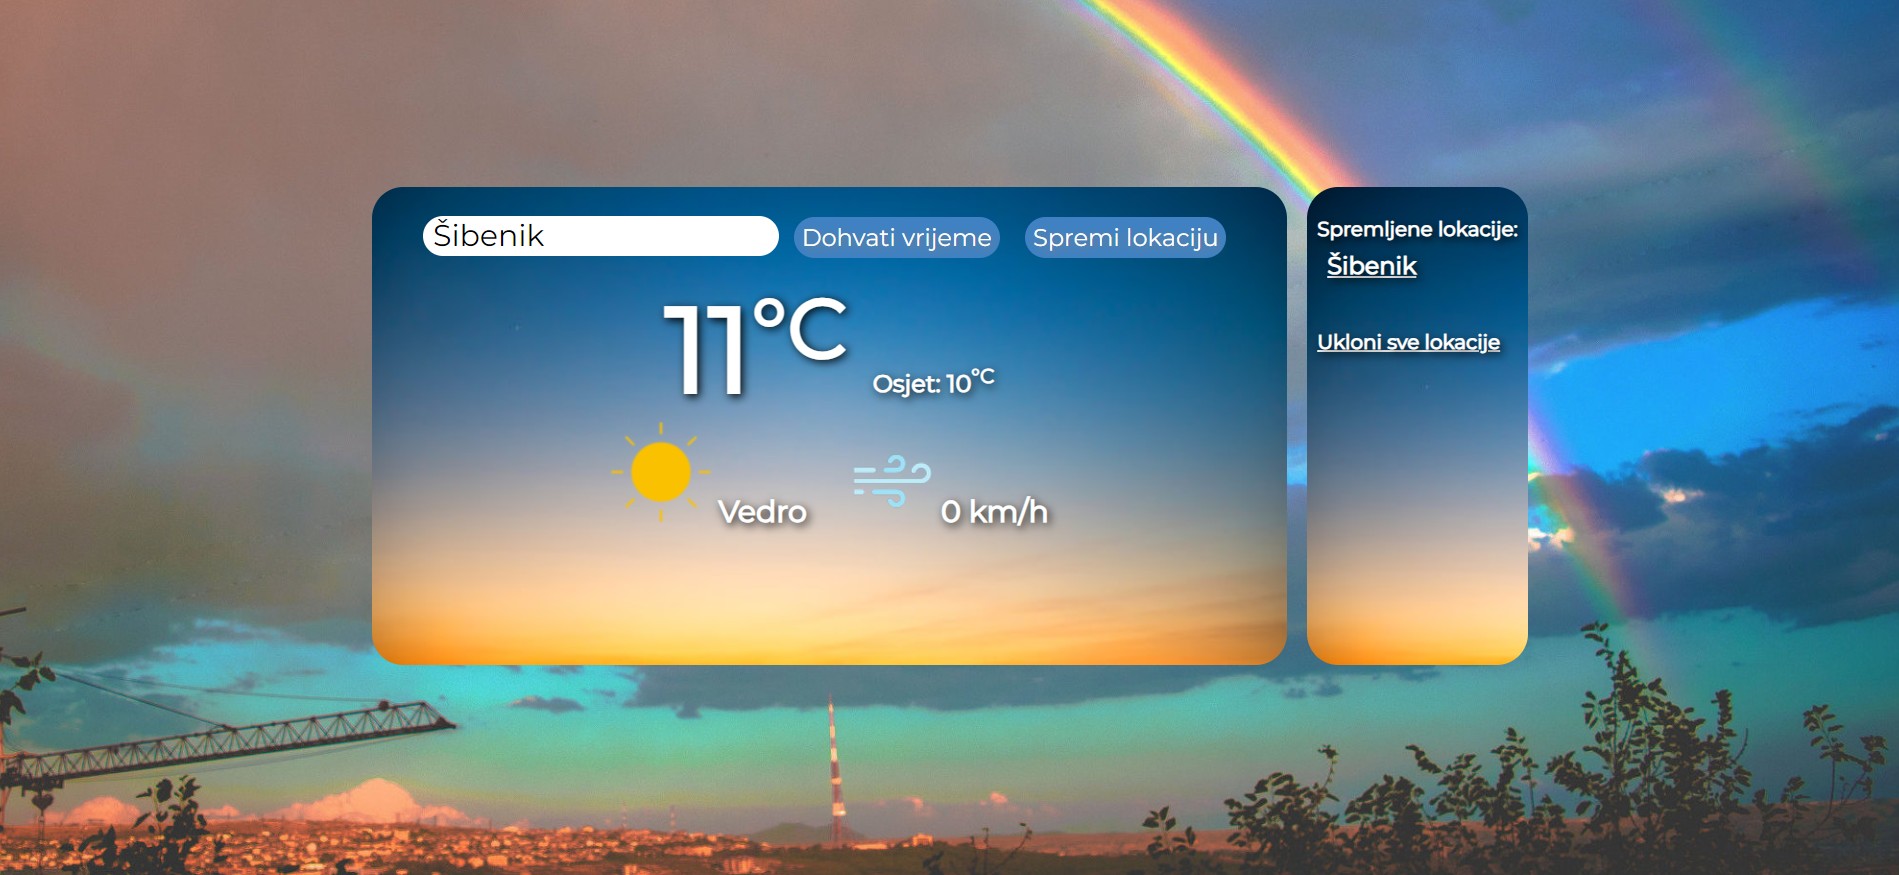 Šibenik
Dohvati vrijeme
Spremi lokaciju
11°C
Osjet: 10°C
Vedro
0 km/h
Spremljene lokacije:
Šibenik
Ukloni sve lokacije